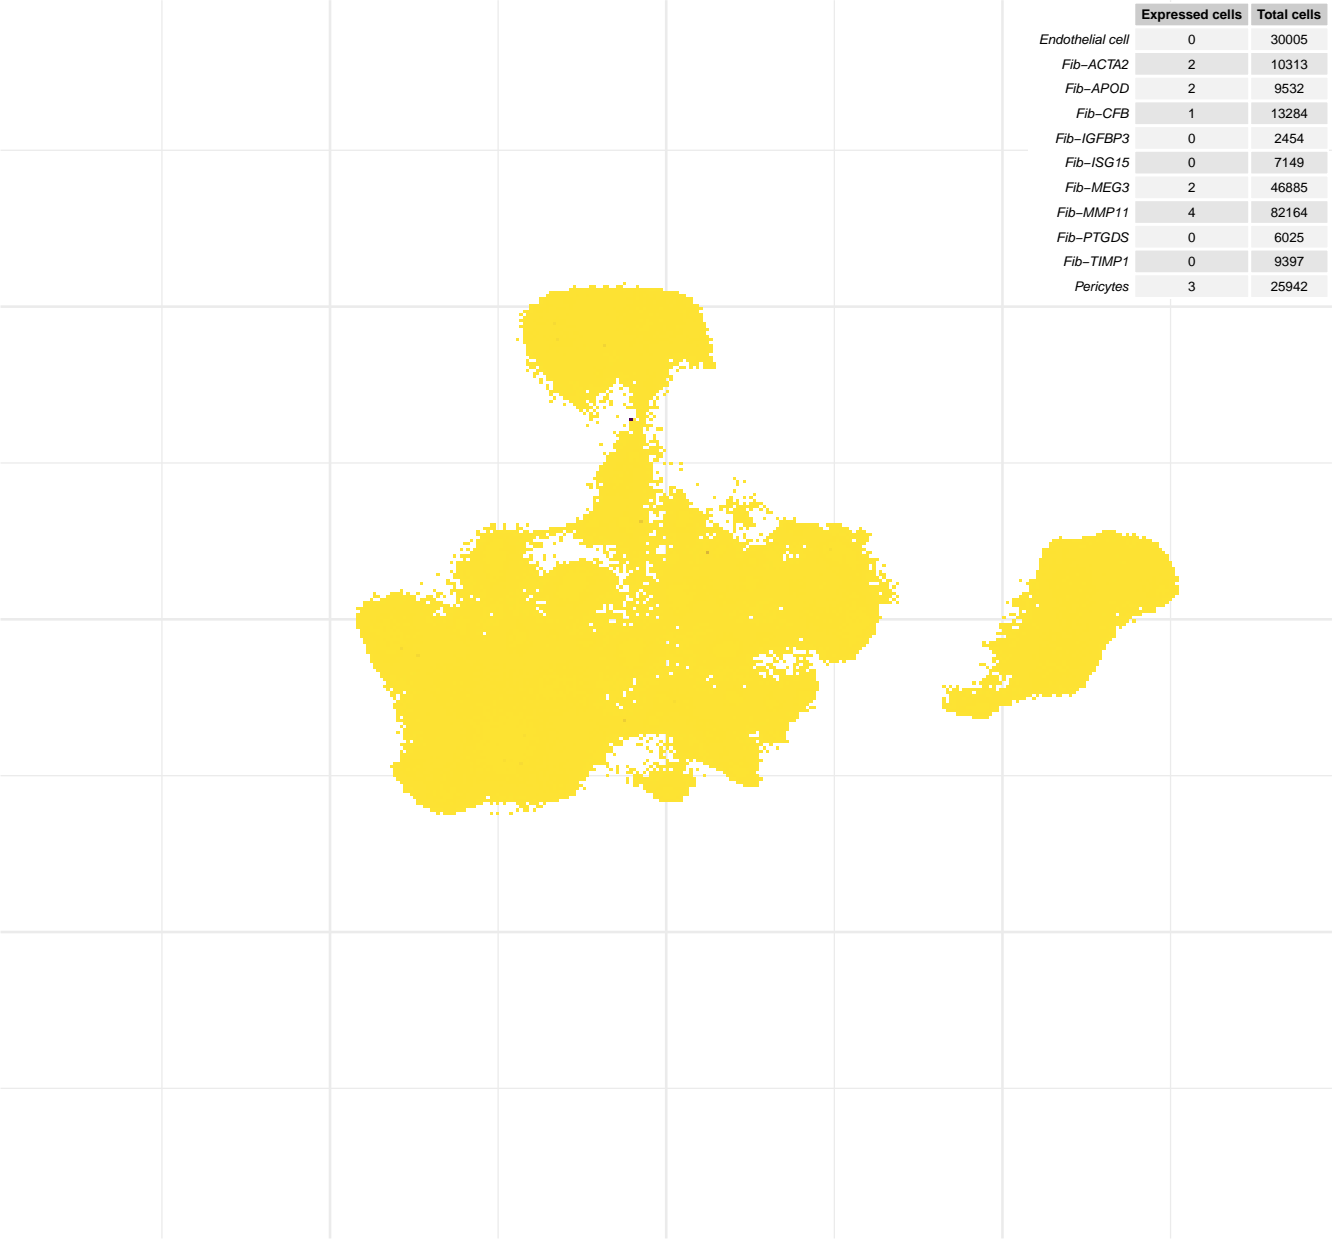 Expressed cells Total cells
Endothelial cell 0 30005
Fib−ACTA2 2 10313
Fib−APOD 2 9532
Fib−CFB 1 13284
Fib−IGFBP3 0 2454
Fib−ISG15 0 7149
Fib−MEG3 2 46885
Fib−MMP11 4 82164
Fib−PTGDS 0 6025
Fib−TIMP1 0 9397
Pericytes 3 25942